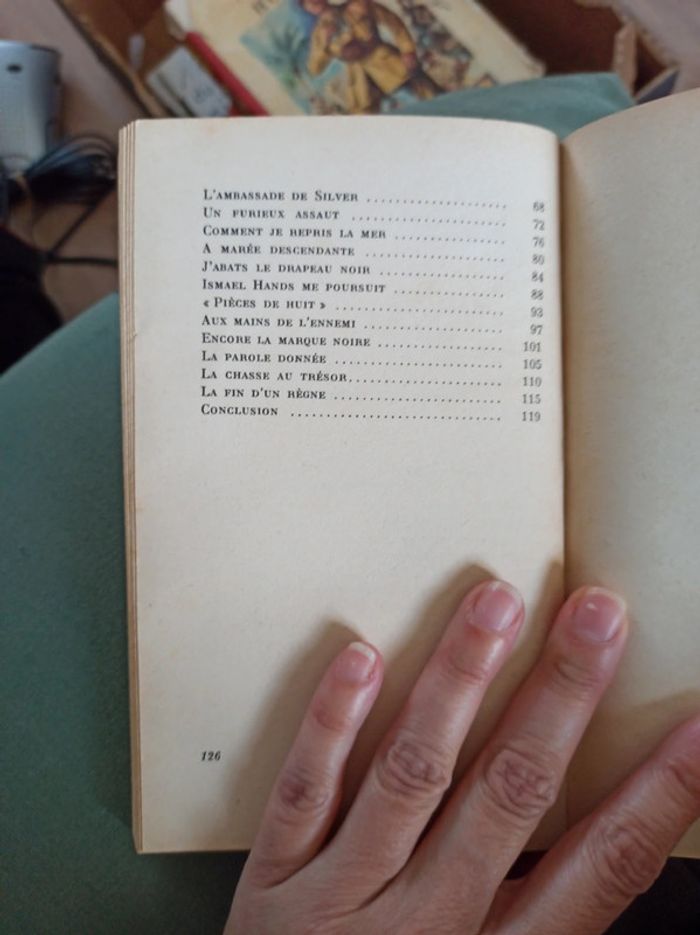 L'AMBASSADE DE SILVER .................... 68
UN FURIEUX ASSAUT .................... 72
COMMENT JE REPRIS LA MER .................... 76
A MARÉE DESCENDANTE .................... 80
J'ABATS LE DRAPEAU NOIR .................... 84
ISMAEL HANDS ME POURSUIT .................... 88
« PIÈCES DE HUIT » .................... 93
AUX MAINS DE L'ENNEMI .................... 97
ENCORE LA MARQUE NOIRE .................... 101
LA PAROLE DONNÉE .................... 105
LA CHASSE AU TRÉSOR .................... 110
LA FIN D'UN RÈGNE .................... 115
CONCLUSION .................... 119
126